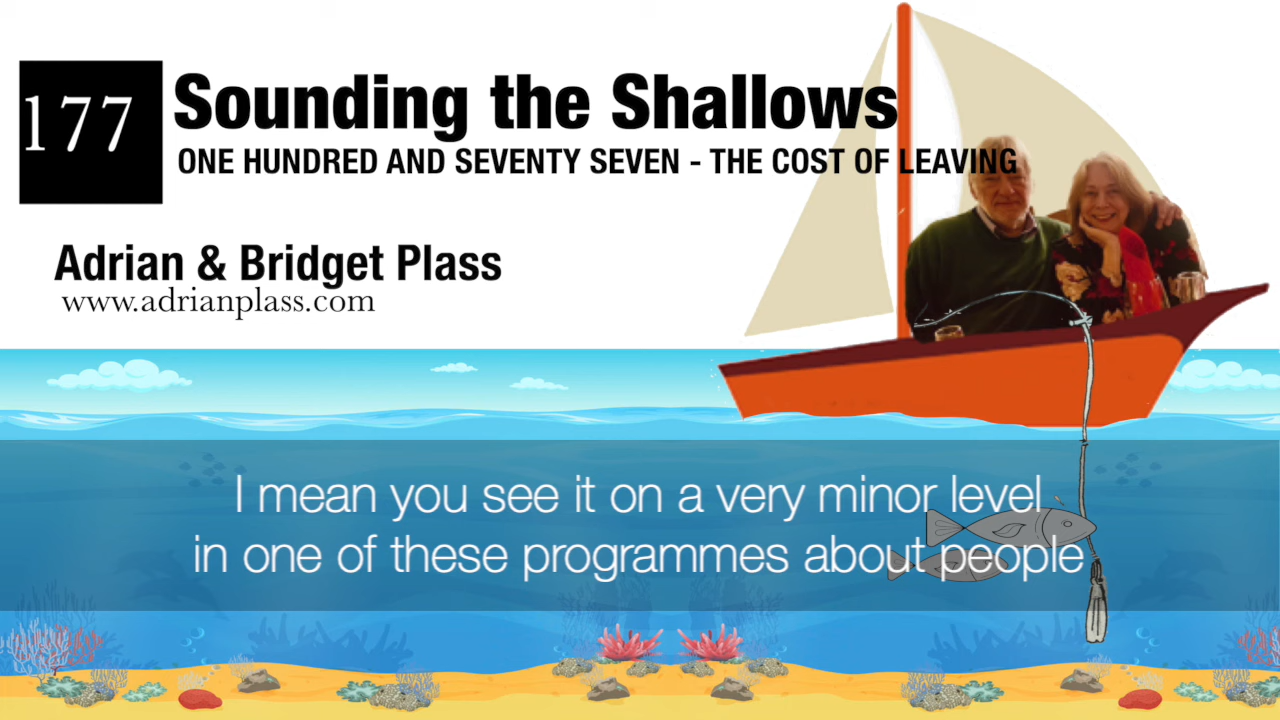 177
Sounding the Shallows
ONE HUNDRED AND SEVENTY SEVEN - THE COST OF LEAVING
Adrian & Bridget Plass
www.adrianplass.com
I mean you see it on a very minor level
in one of these programmes about people